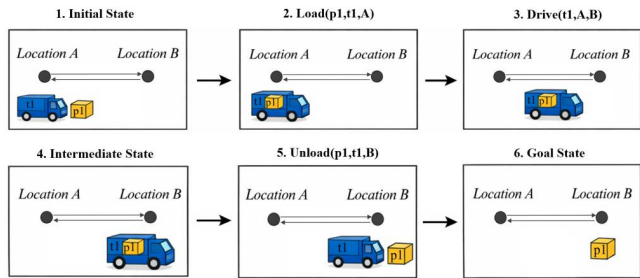 1. Initial State
Location A Location B
t1 p1
2. Load(p1,t1,A)
Location A Location B
t1 p1
3. Drive(t1,A,B)
Location A Location B
t1 p1
4. Intermediate State
Location A Location B
t1 p1
5. Unload(p1,t1,B)
Location A Location B
t1 p1
6. Goal State
Location A Location B
p1